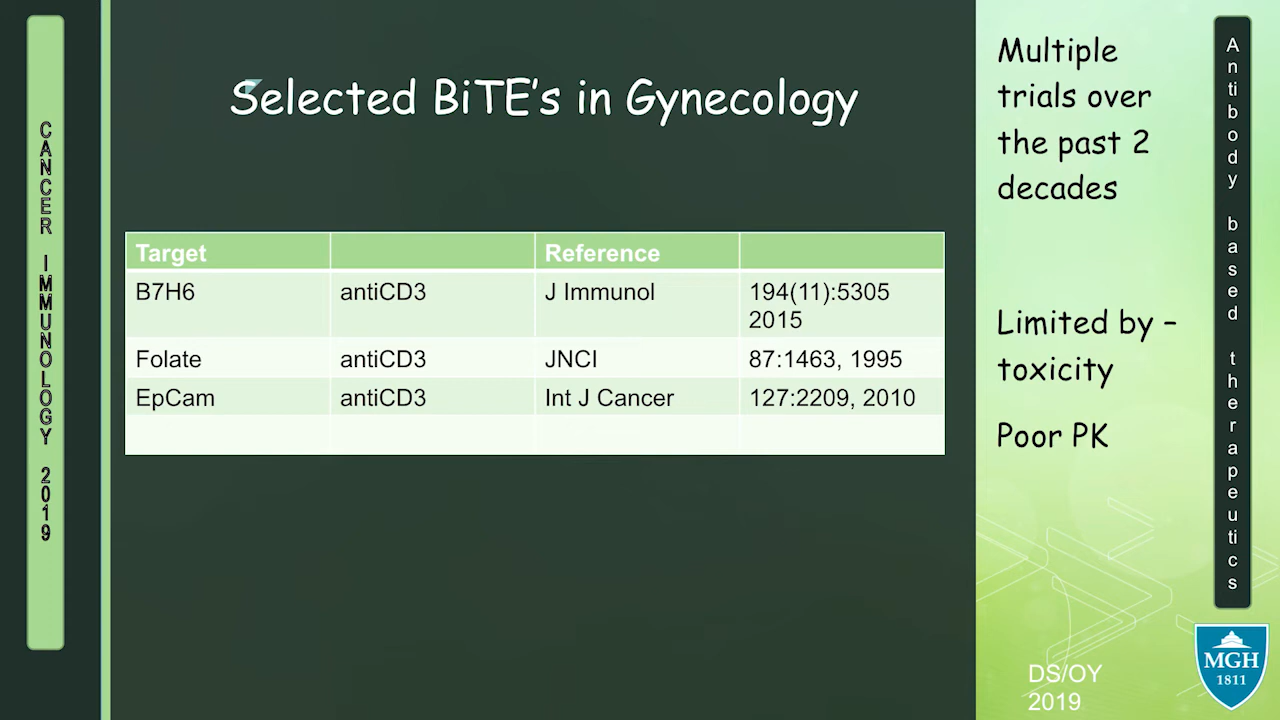 CANCER IMMUNOLOGY 2019
Selected BiTE's in Gynecology
Target Reference
B7H6 antiCD3 J Immunol 194(11):5305
2015
Folate antiCD3 JNCI 87:1463, 1995
EpCam antiCD3 Int J Cancer 127:2209, 2010
Multiple
trials over
the past 2
decades
Limited by –
toxicity
Poor PK
Antibody based therapeutics
DS/OY
2019
MGH
1811